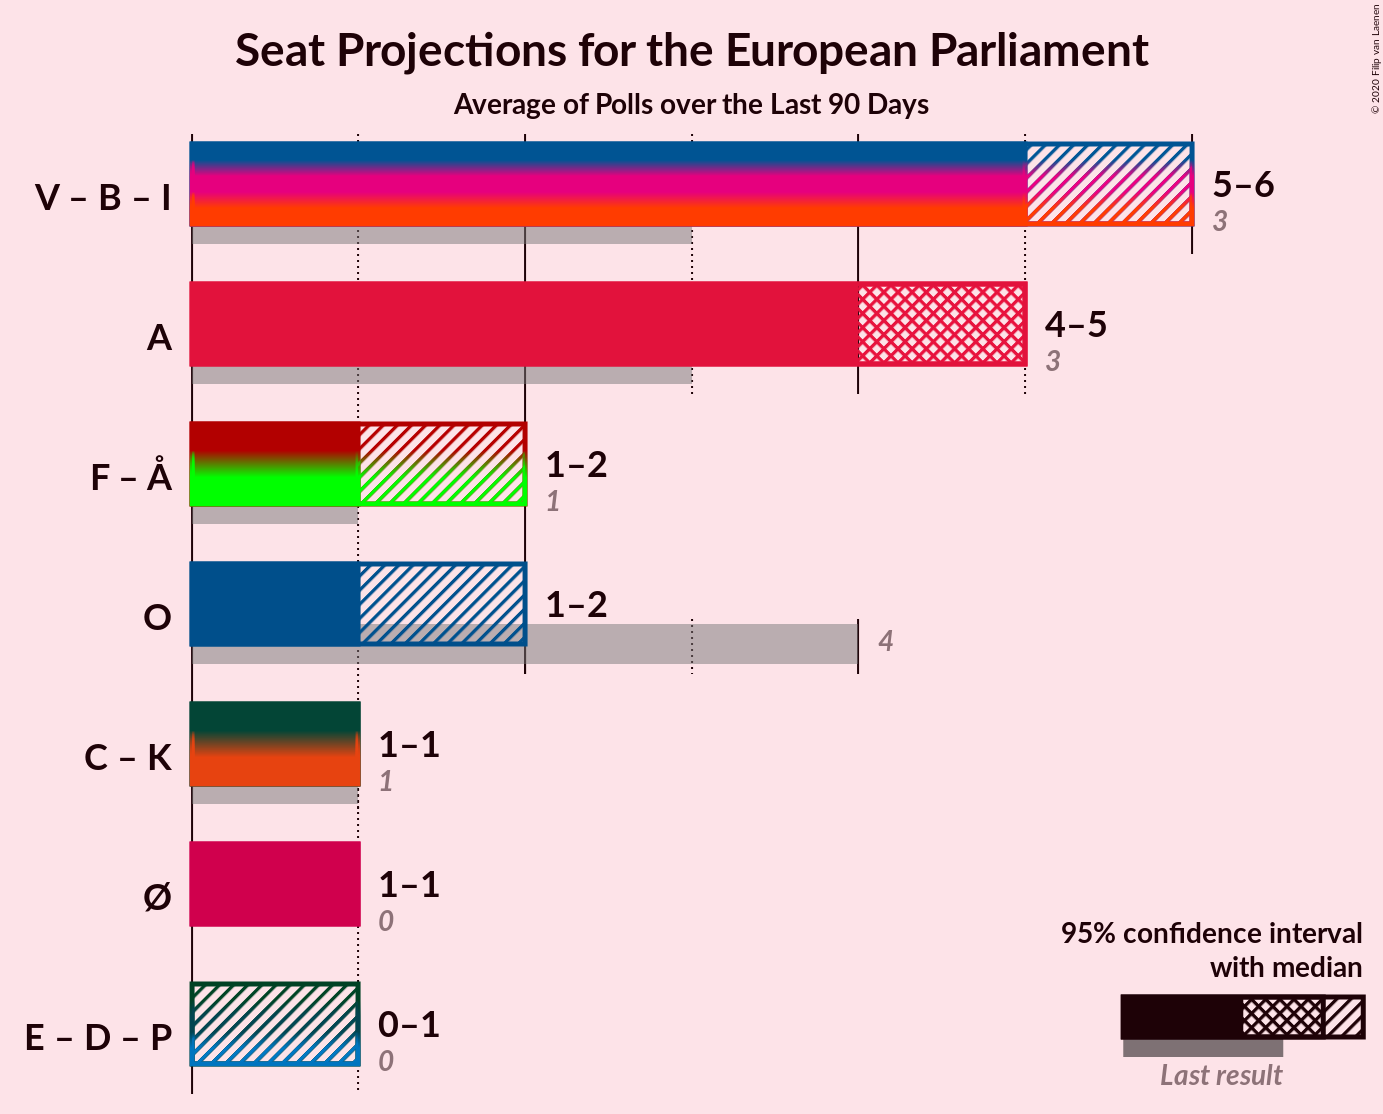 Seat Projections for the European Parliament
Average of Polls over the Last 90 Days
© 2020 Filip van Laenen
V – B – I
5–6
3
A
4–5
3
F – Å
1–2
1
O
1–2
4
C – K
1–1
1
Ø
1–1
0
E – D – P
0–1
0
95% confidence interval
with median
Last result